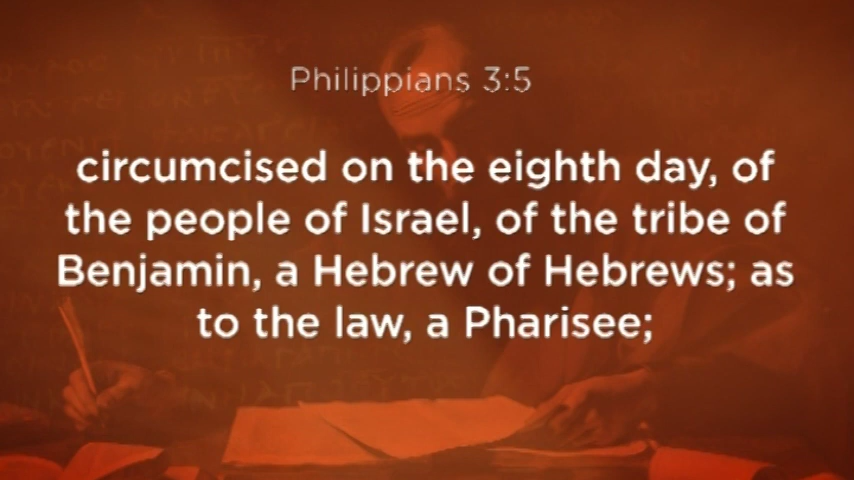 Philippians 3:5
circumcised on the eighth day, of
the people of Israel, of the tribe of
Benjamin, a Hebrew of Hebrews; as
to the law, a Pharisee;